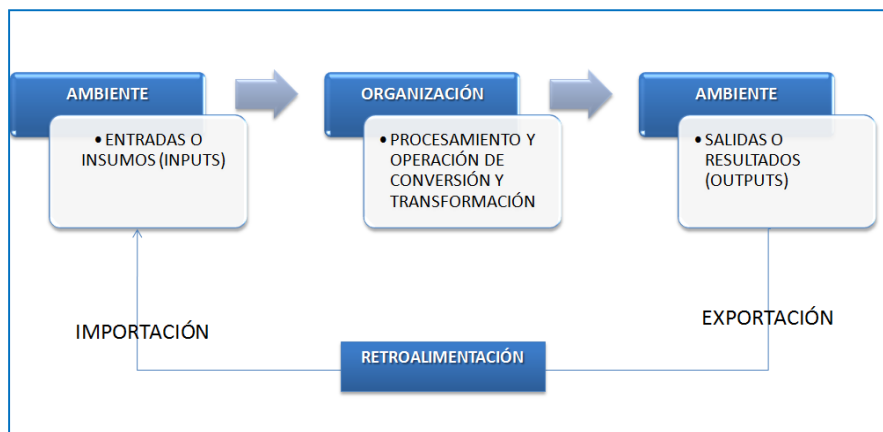 AMBIENTE
• ENTRADAS O
INSUMOS (INPUTS)
ORGANIZACIÓN
• PROCESAMIENTO Y
OPERACIÓN DE
CONVERSIÓN Y
TRANSFORMACIÓN
AMBIENTE
• SALIDAS O
RESULTADOS
(OUTPUTS)
IMPORTACIÓN
EXPORTACIÓN
RETROALIMENTACIÓN